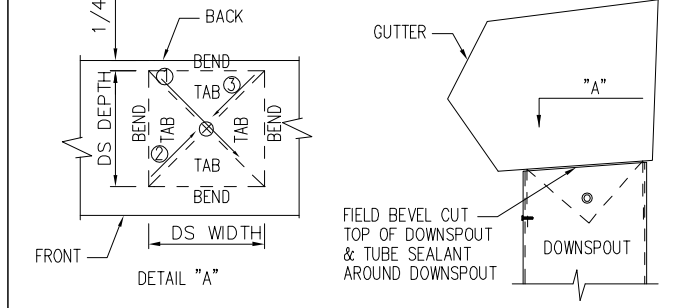 1/4
BACK
BEND
1
3
TAB
DS DEPTH
BEND
TAB
TAB
BEND
2
TAB
BEND
FRONT
DS WIDTH
DETAIL "A"
GUTTER
"A"
FIELD BEVEL CUT
TOP OF DOWNSPOUT
& TUBE SEALANT
AROUND DOWNSPOUT
DOWNSPOUT